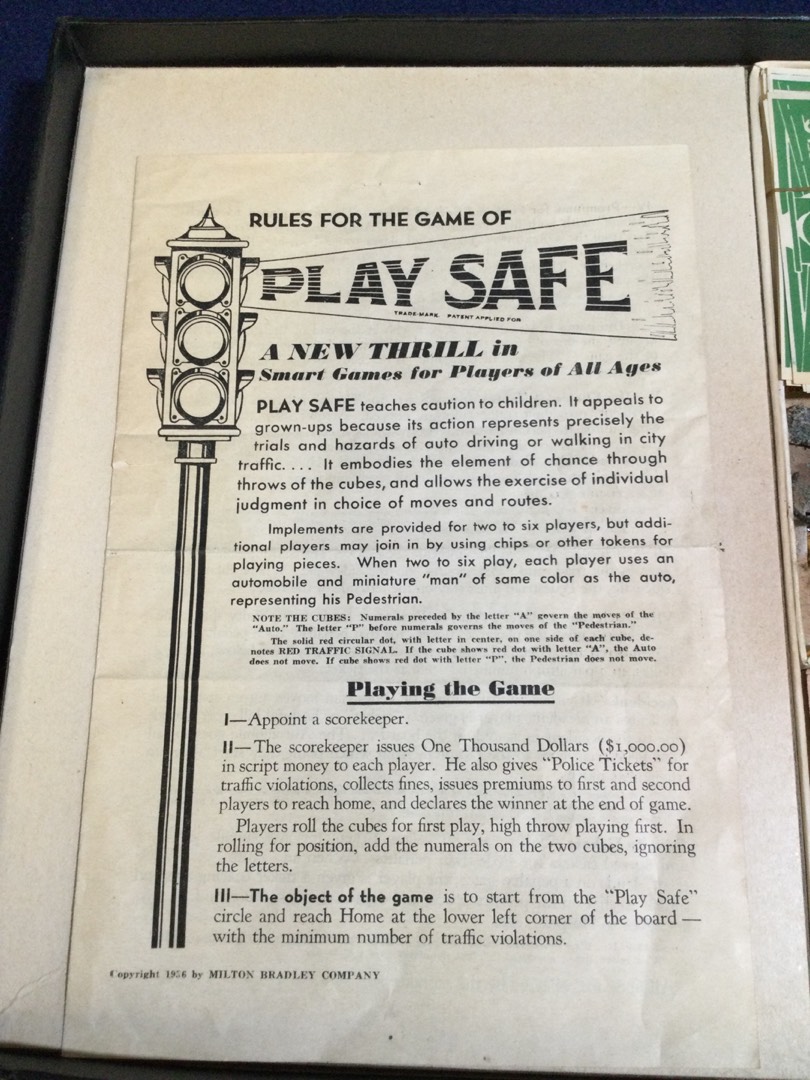 RULES FOR THE GAME OF
PLAY SAFE
TRADE-MARK PATENT APPLIED FOR
A NEW THRILL in
Smart Games for Players of All Ages
PLAY SAFE teaches caution to children. It appeals to
grown-ups because its action represents precisely the
trials and hazards of auto driving or walking in city
traffic. . . . It embodies the element of chance through
throws of the cubes, and allows the exercise of individual
judgment in choice of moves and routes.
Implements are provided for two to six players, but addi-
tional players may join in by using chips or other tokens for
playing pieces. When two to six play, each player uses an
automobile and miniature "man" of same color as the auto,
representing his Pedestrian.
NOTE THE CUBES: Numerals preceded by the letter "A" govern the moves of the
"Auto." The letter "P" before numerals governs the moves of the "Pedestrian."
The solid red circular dot, with letter in center, on one side of each cube, de-
notes RED TRAFFIC SIGNAL. If the cube shows red dot with letter "A", the Auto
does not move. If cube shows red dot with letter "P", the Pedestrian does not move.
Playing the Game
I—Appoint a scorekeeper.
II—The scorekeeper issues One Thousand Dollars ($1,000.00)
in script money to each player. He also gives "Police Tickets" for
traffic violations, collects fines, issues premiums to first and second
players to reach home, and declares the winner at the end of game.
Players roll the cubes for first play, high throw playing first. In
rolling for position, add the numerals on the two cubes, ignoring
the letters.
III—The object of the game is to start from the "Play Safe"
circle and reach Home at the lower left corner of the board —
with the minimum number of traffic violations.
Copyright by MILTON BRADLEY COMPANY